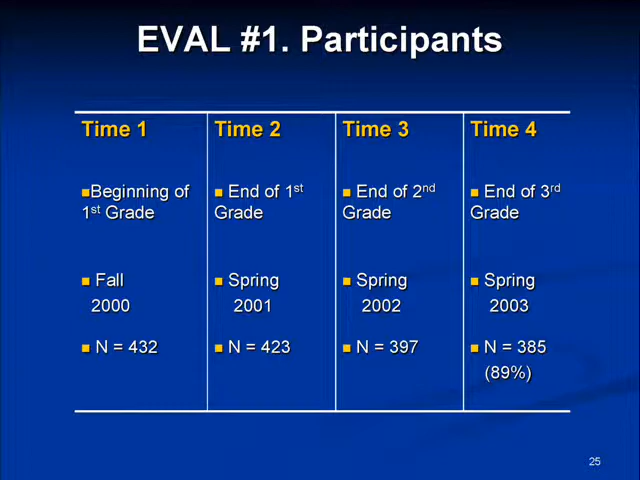 EVAL #1. Participants
Time 1
Time 2
Time 3
Time 4
■Beginning of
1st Grade
■ End of 1st
Grade
■ End of 2nd
Grade
■ End of 3rd
Grade
■ Fall
2000
■ Spring
2001
■ Spring
2002
■ Spring
2003
■ N = 432
■ N = 423
■ N = 397
■ N = 385
(89%)
25